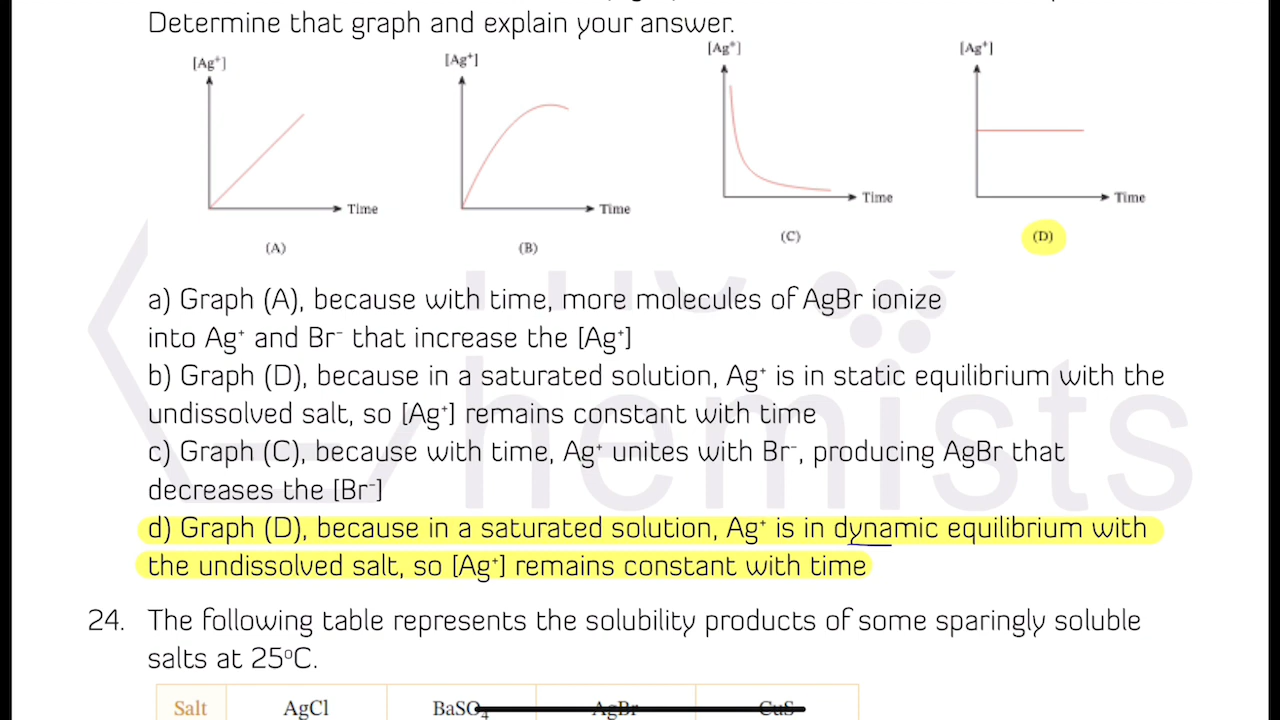 Determine that graph and explain your answer.
[Ag⁺] [Ag⁺] [Ag⁺] [Ag⁺]
Time Time Time Time
(A) (B) (C) (D)
a) Graph (A), because with time, more molecules of AgBr ionize
into Ag⁺ and Br⁻ that increase the [Ag⁺]
b) Graph (D), because in a saturated solution, Ag⁺ is in static equilibrium with the
undissolved salt, so [Ag⁺] remains constant with time
c) Graph (C), because with time, Ag⁺ unites with Br⁻, producing AgBr that
decreases the [Br⁻]
d) Graph (D), because in a saturated solution, Ag⁺ is in dynamic equilibrium with
the undissolved salt, so [Ag⁺] remains constant with time
24. The following table represents the solubility products of some sparingly soluble
salts at 25°C.
Salt AgCl BaSO₄ AgBr CuS
The
hemists